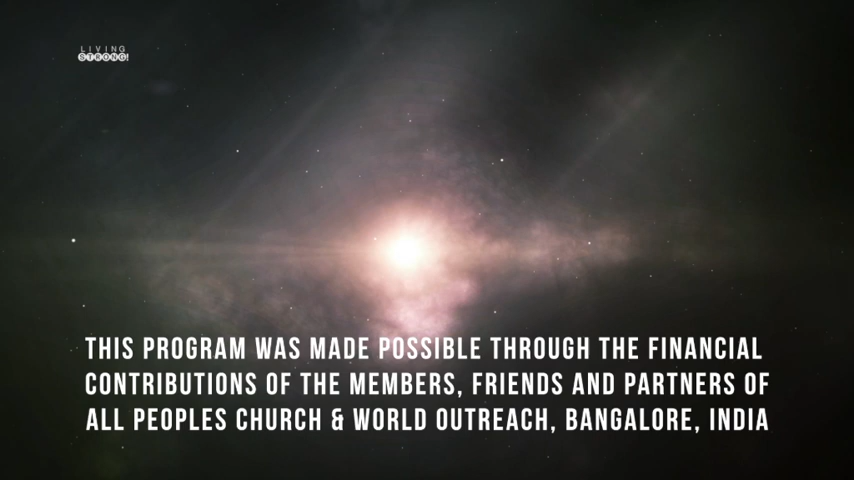 LIVING
STRONG!
THIS PROGRAM WAS MADE POSSIBLE THROUGH THE FINANCIAL
CONTRIBUTIONS OF THE MEMBERS, FRIENDS AND PARTNERS OF
ALL PEOPLES CHURCH & WORLD OUTREACH, BANGALORE, INDIA